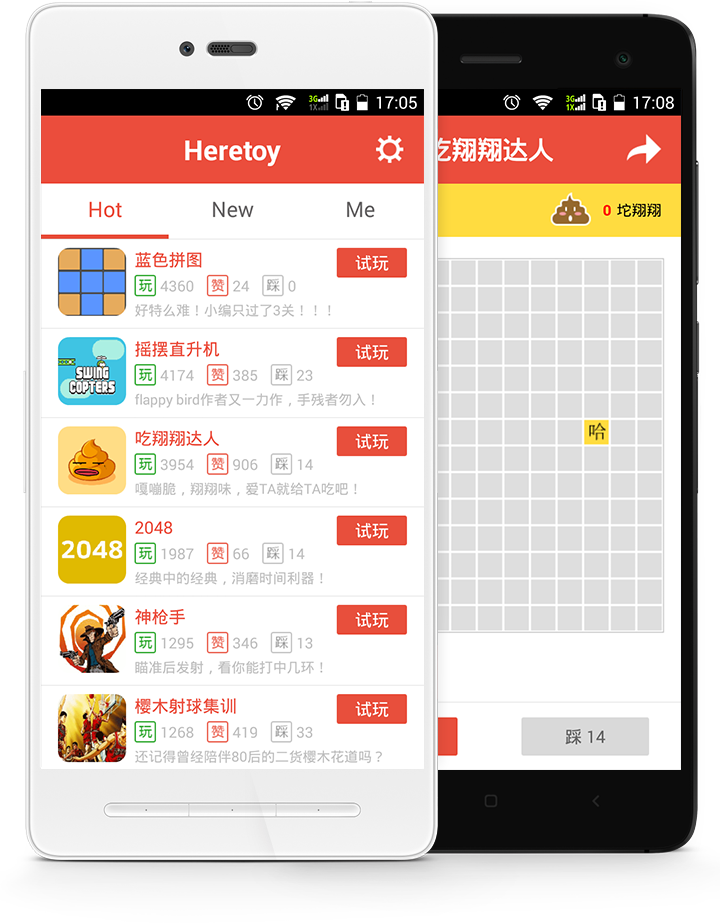 3G
1X
17:05
Heretoy
Hot New Me
蓝色拼图
试玩
玩 4360 赞 24 踩 0
好特么难！小编只过了3关！！！
SWING
COPTERS
摇摆直升机
试玩
玩 4174 赞 385 踩 23
flappy bird作者又一力作，手残者勿入！
吃翔翔达人
试玩
玩 3954 赞 906 踩 14
嘎嘣脆，翔翔味，爱TA就给TA吃吧！
2048
2048
试玩
玩 1987 赞 66 踩 14
经典中的经典，消磨时间利器！
神枪手
试玩
玩 1295 赞 346 踩 13
瞄准后发射，看你能打中几环！
樱木射球集训
试玩
玩 1268 赞 419 踩 33
还记得曾经陪伴80后的二货樱木花道吗？
3G
1X
17:08
吃翔翔达人
0 坨翔翔
哈
踩 14